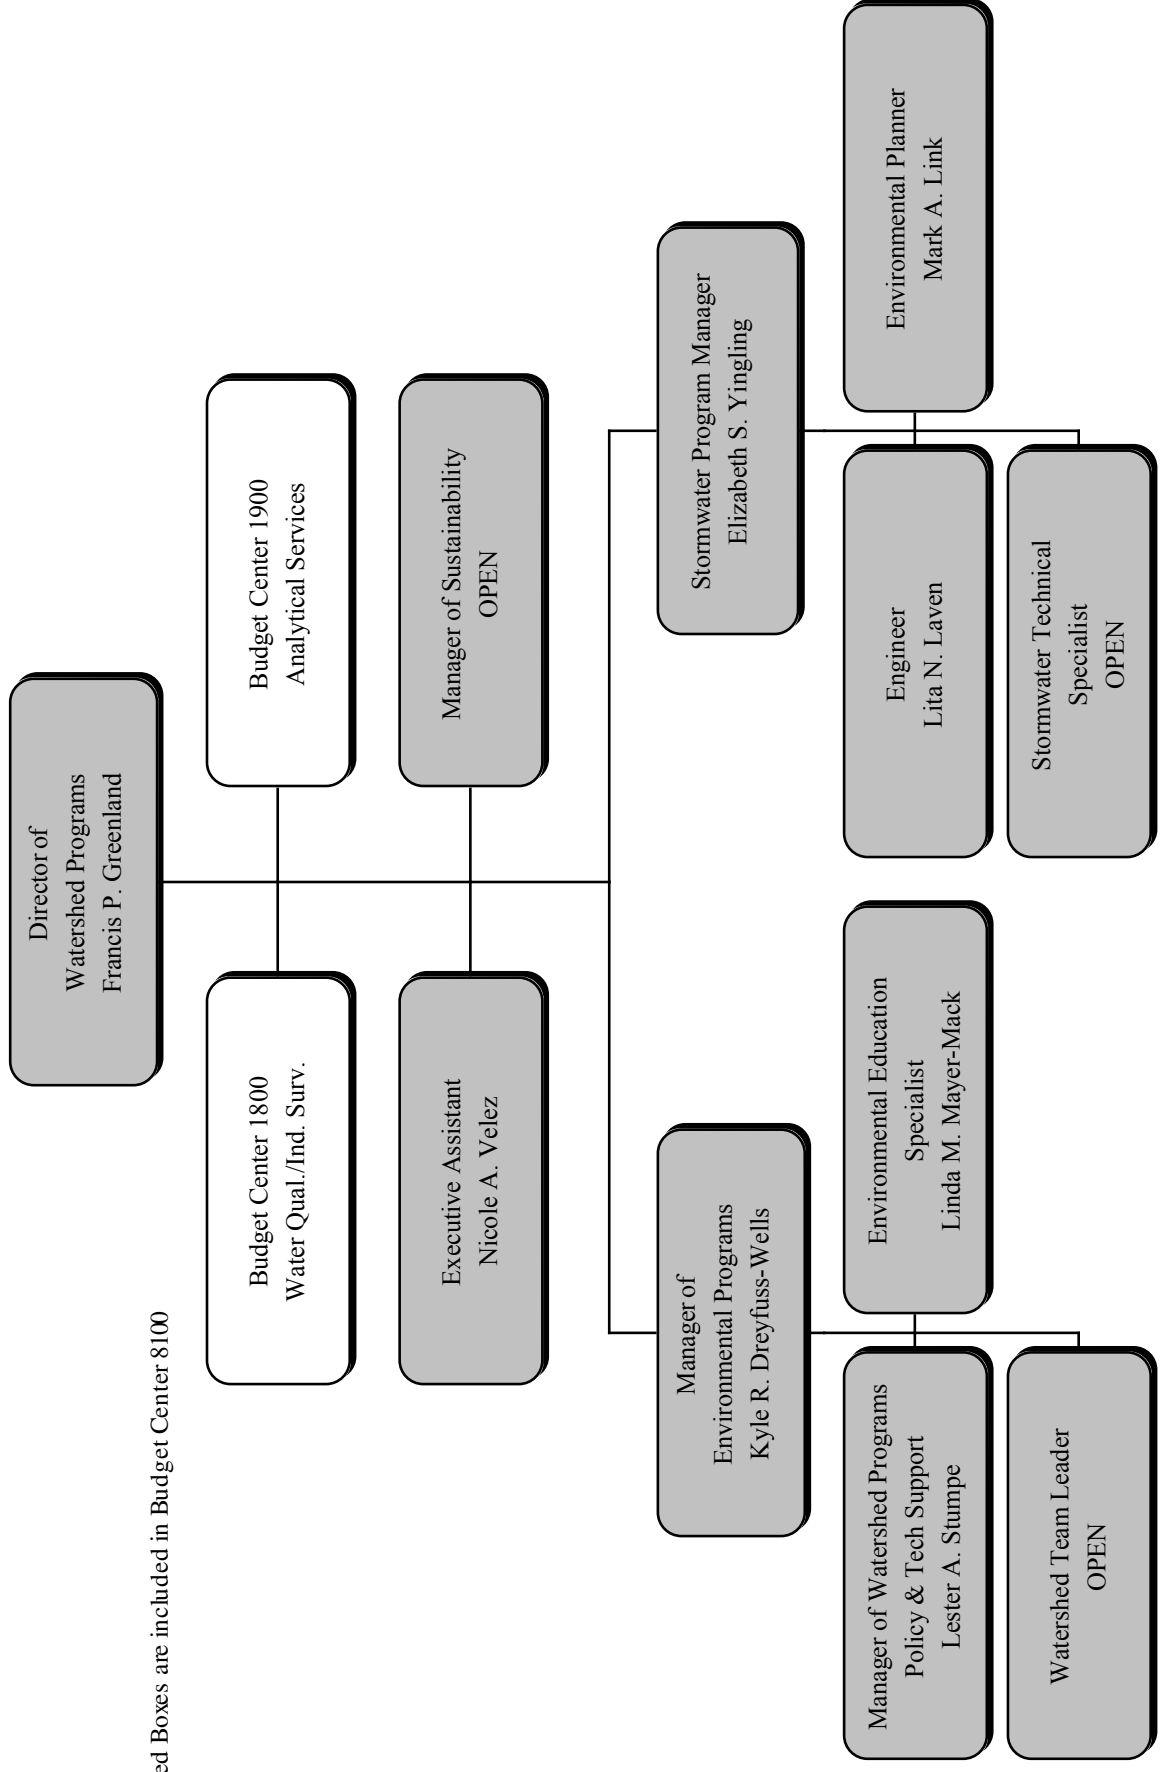 Director of
Watershed Programs
Francis P. Greenland
ed Boxes are included in Budget Center 8100
Budget Center 1800
Water Qual./Ind. Surv.
Budget Center 1900
Analytical Services
Executive Assistant
Nicole A. Velez
Manager of Sustainability
OPEN
Manager of
Environmental Programs
Kyle R. Dreyfuss-Wells
Stormwater Program Manager
Elizabeth S. Yingling
Manager of Watershed Programs
Policy & Tech Support
Lester A. Stumpe
Environmental Education
Specialist
Linda M. Mayer-Mack
Engineer
Lita N. Laven
Environmental Planner
Mark A. Link
Watershed Team Leader
OPEN
Stormwater Technical
Specialist
OPEN